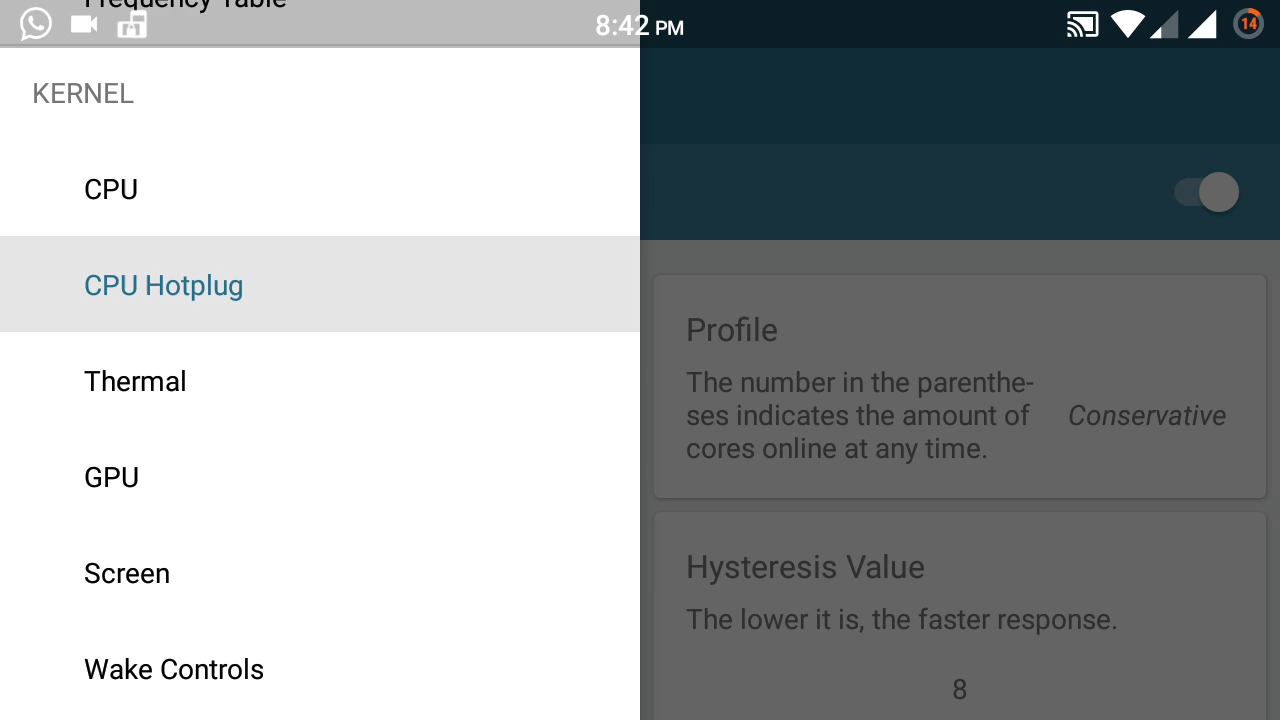 Frequency Table
8:42 PM
14
KERNEL
CPU
CPU Hotplug
Thermal
GPU
Screen
Wake Controls
Profile
The number in the parenthe-
ses indicates the amount of
cores online at any time.
Conservative
Hysteresis Value
The lower it is, the faster response.
8